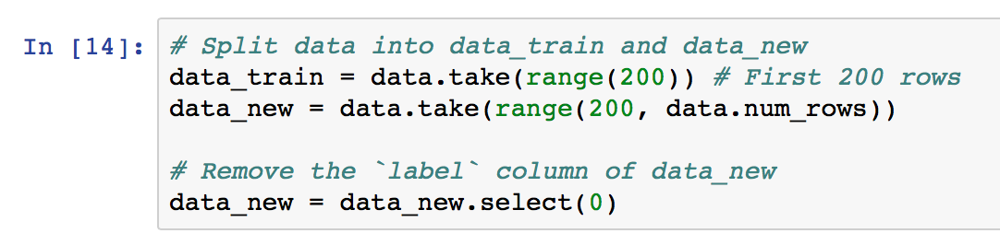 In [14]: # Split data into data_train and data_new
data_train = data.take(range(200)) # First 200 rows
data_new = data.take(range(200, data.num_rows))
# Remove the `label` column of data_new
data_new = data_new.select(0)